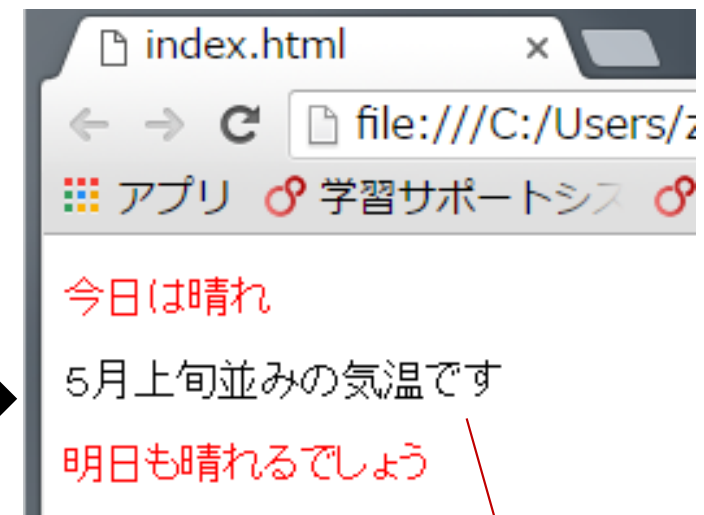 index.html
file:///C:/Users/z
アプリ 学習サポートシス
今日は晴れ
5月上旬並みの気温です
明日も晴れるでしょう